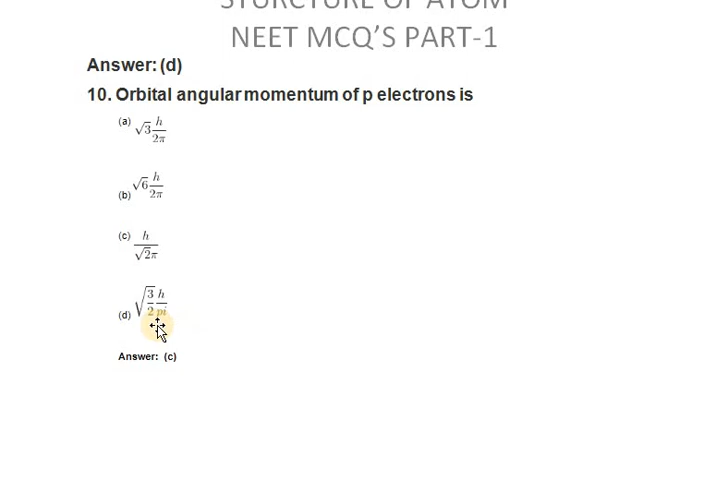 STURCTURE OF ATOM
NEET MCQ'S PART-1
Answer: (d)
10. Orbital angular momentum of p electrons is
(a) √3 h/2π
(b) √6 h/2π
(c) h/√2π
(d) √3/2 h/pi
Answer: (c)